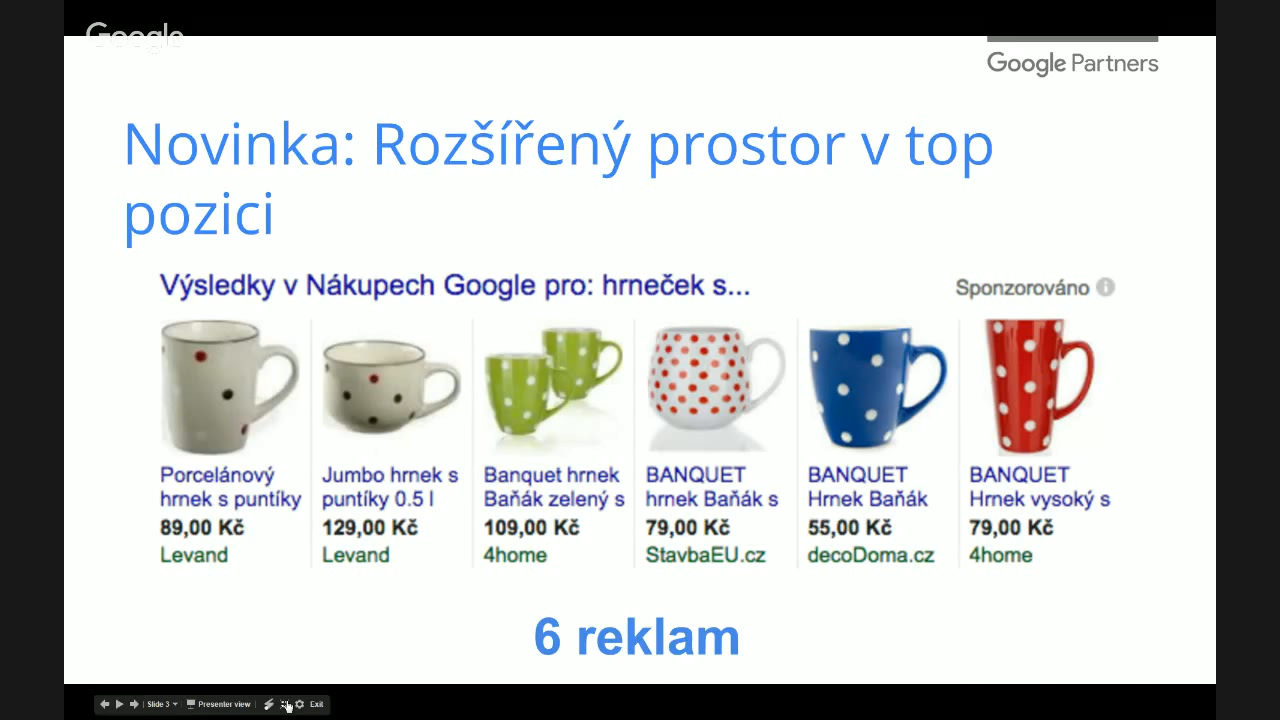 Google
Google Partners
Novinka: Rozšířený prostor v top
pozici
Výsledky v Nákupech Google pro: hrneček s...
Sponzorováno
Porcelánový
hrnek s puntíky
89,00 Kč
Levand
Jumbo hrnek s
puntíky 0.5 l
129,00 Kč
Levand
Banquet hrnek
Baňák zelený s
109,00 Kč
4home
BANQUET
hrnek Baňák s
79,00 Kč
StavbaEU.cz
BANQUET
Hrnek Baňák
55,00 Kč
decoDoma.cz
BANQUET
Hrnek vysoký s
79,00 Kč
4home
6 reklam
Slide 3 Presenter view Exit